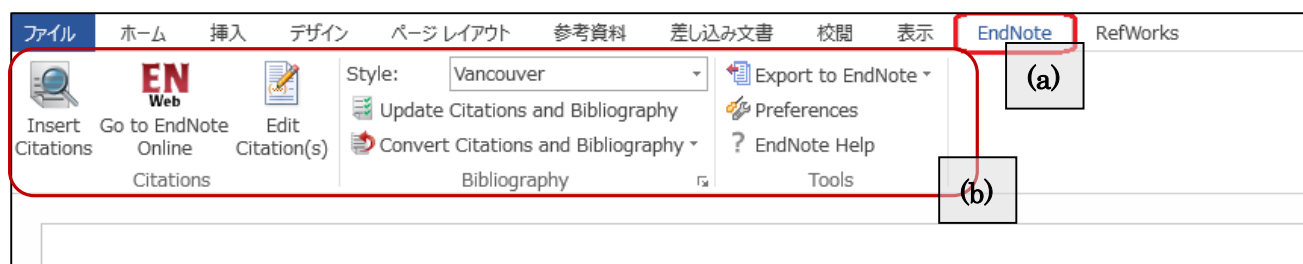 ファイル ホーム 挿入 デザイン ページ レイアウト 参考資料 差し込み文書 校閲 表示 EndNote RefWorks
(a)
EN
Web
Insert Citations
Go to EndNote Online
Edit Citation(s)
Citations
Style: Vancouver
Update Citations and Bibliography
Convert Citations and Bibliography
Bibliography
Export to EndNote
Preferences
? EndNote Help
Tools
(b)